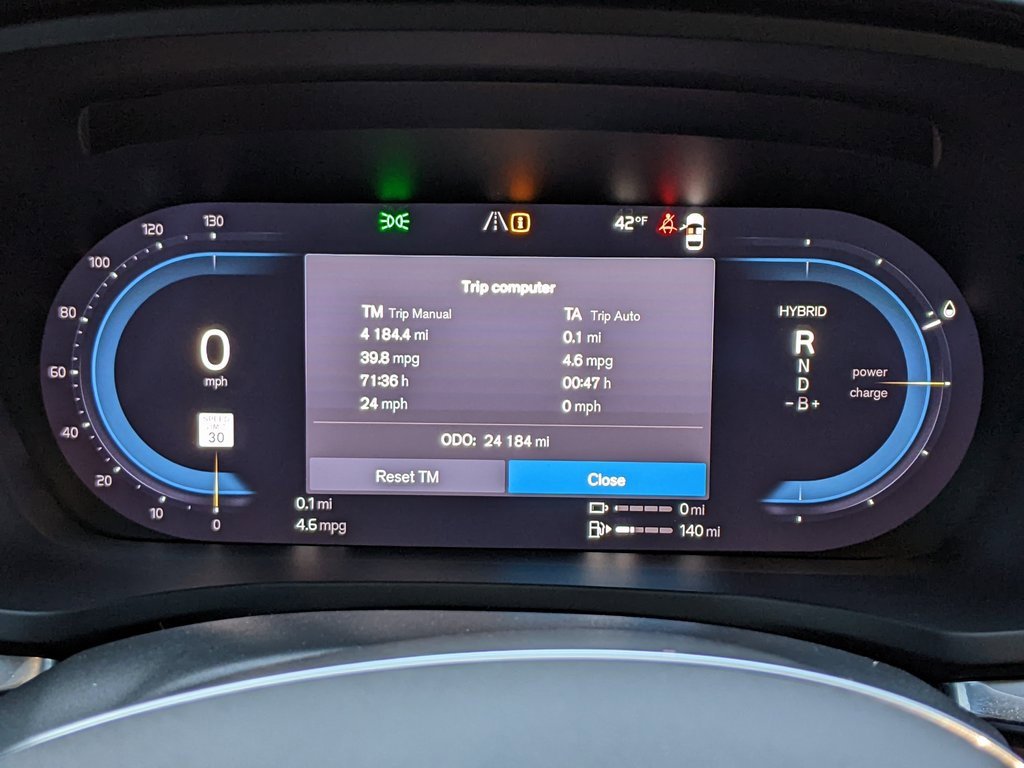 130
120
100
80
60
40
20
10
0
42°F
0
mph
SPEED
LIMIT
30
Trip computer
TM Trip Manual
4 184.4 mi
39.8 mpg
71:36 h
24 mph
TA Trip Auto
0.1 mi
4.6 mpg
00:47 h
0 mph
ODO: 24 184 mi
Reset TM
Close
0.1 mi
4.6 mpg
0 mi
140 mi
HYBRID
R
N
D
- B +
power
charge